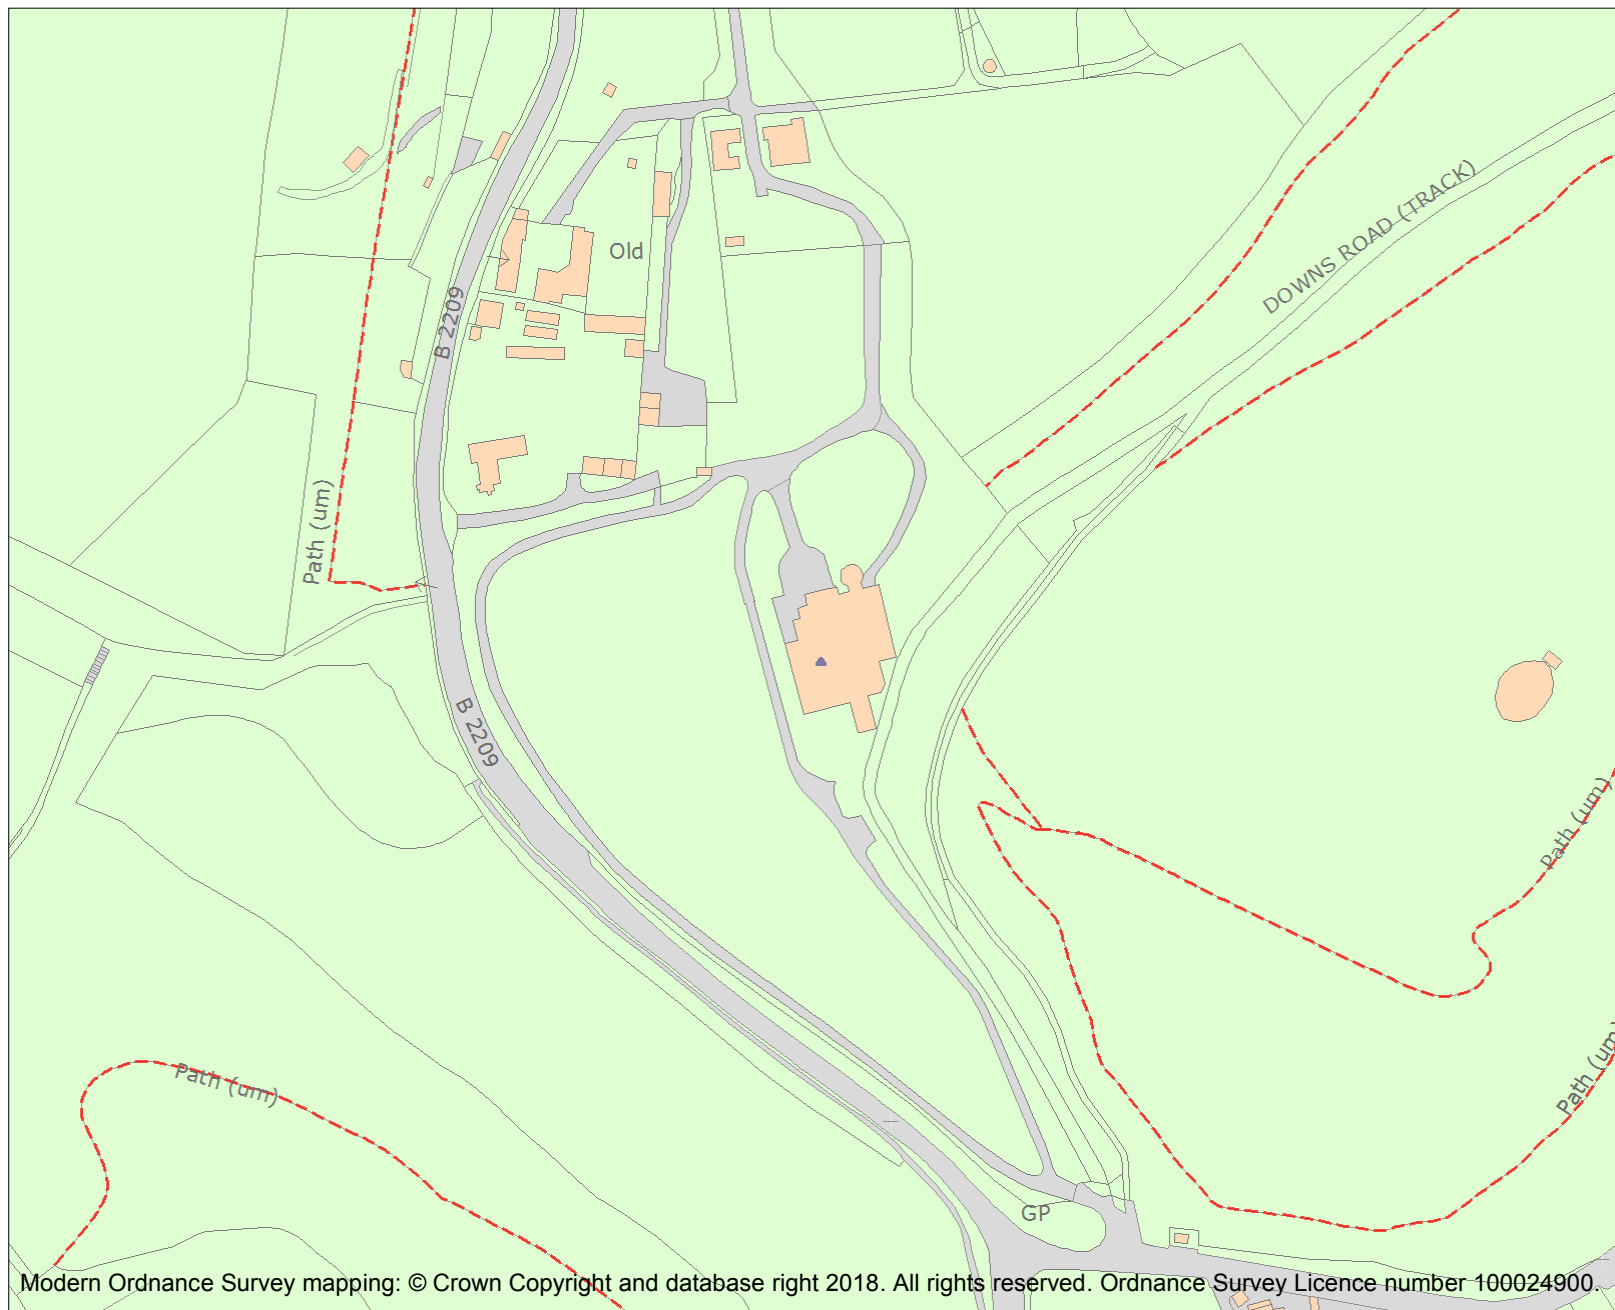 DOWNS ROAD (TRACK)
Old
B 2209
Path (um)
B 2209
Path (um)
Path (um)
Path (um)
GP
Modern Ordnance Survey mapping: © Crown Copyright and database right 2018. All rights reserved. Ordnance Survey Licence number 100024900.